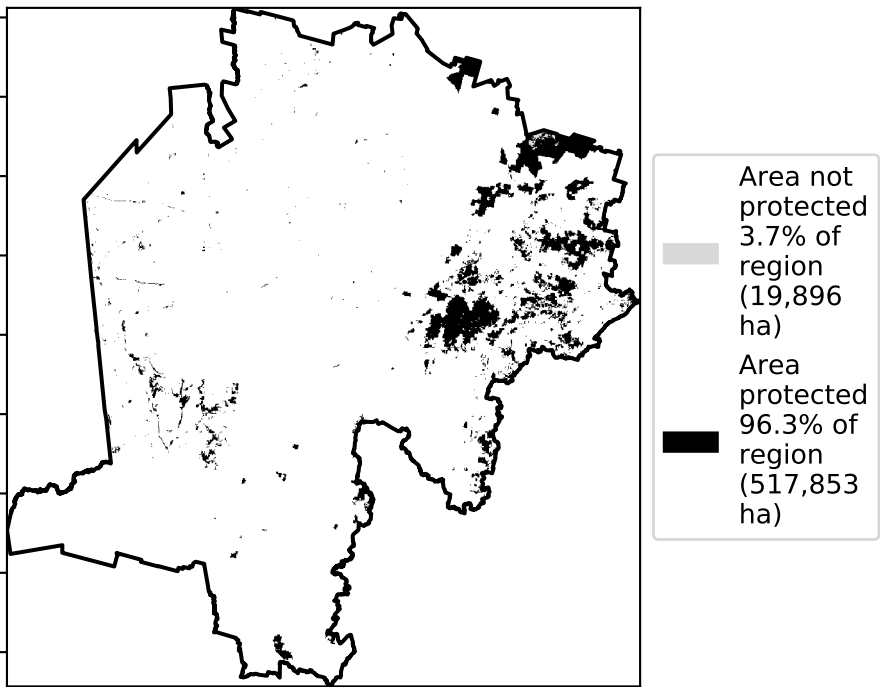 Area not
protected
3.7% of
region
(19,896
ha)
Area
protected
96.3% of
region
(517,853
ha)